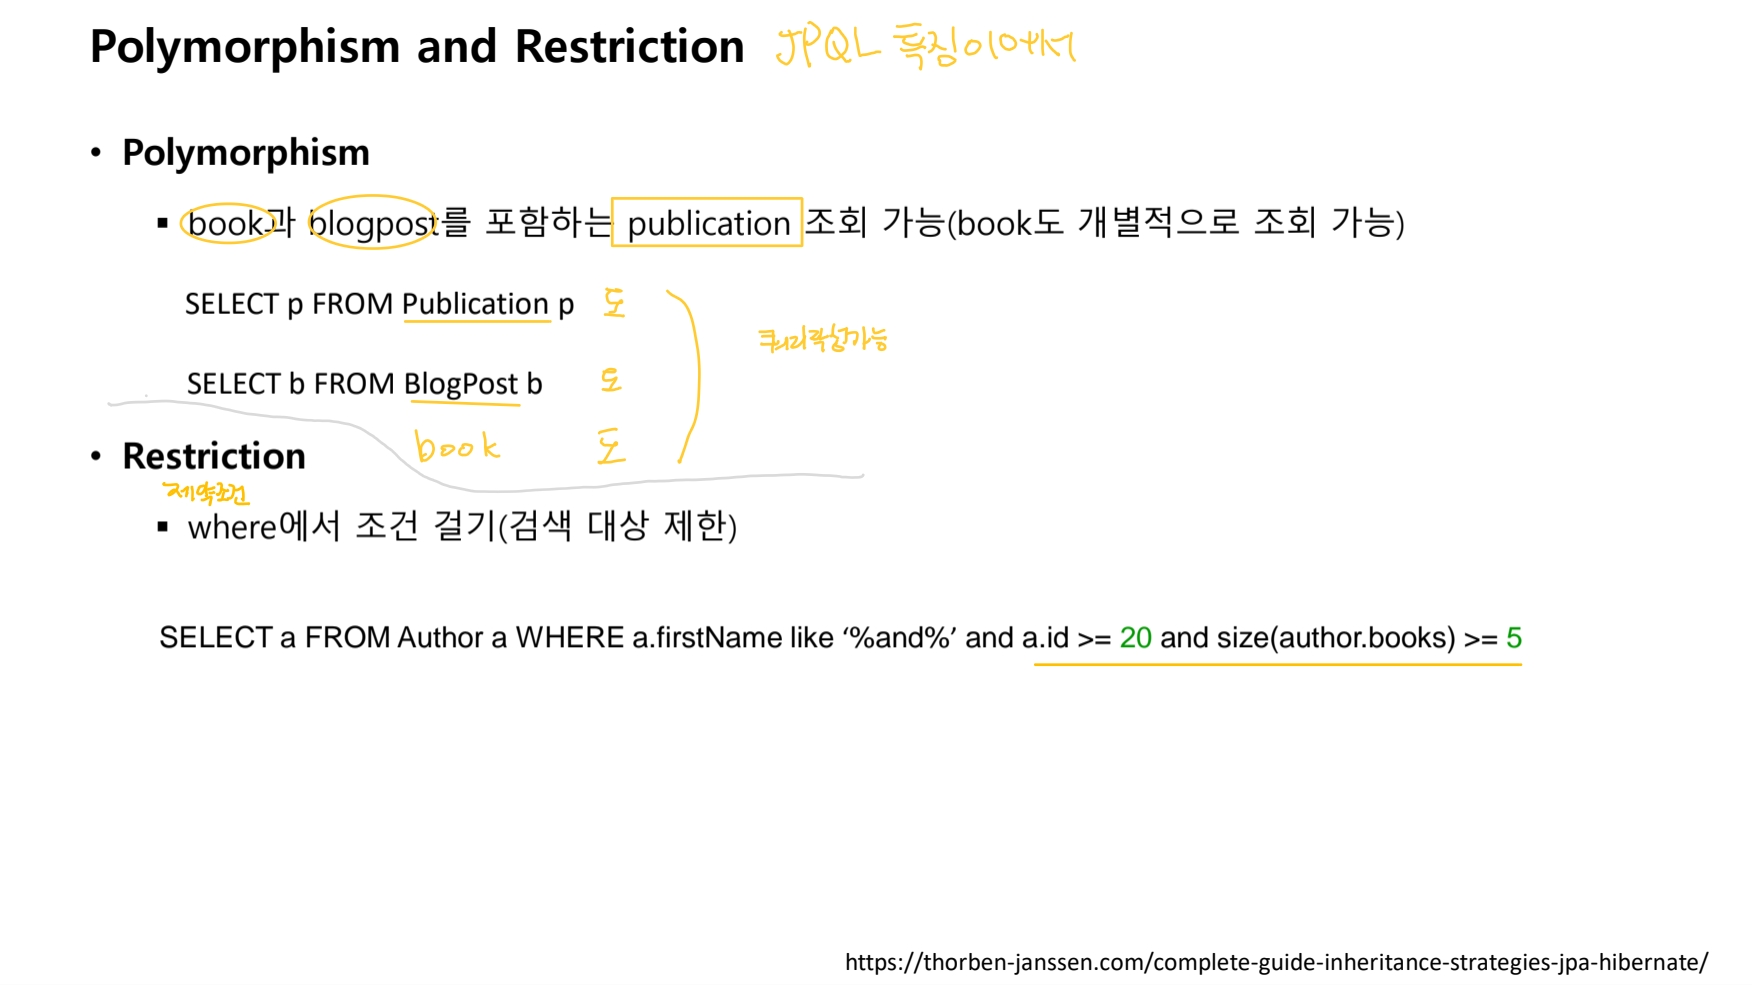 Polymorphism and Restriction JPQL 특징이어서
• Polymorphism
▪ book과 blogpost를 포함하는 publication 조회 가능(book도 개별적으로 조회 가능)
SELECT p FROM Publication p 도
쿼리작성가능
SELECT b FROM BlogPost b 도
book 도
• Restriction
제약조건
▪ where에서 조건 걸기(검색 대상 제한)
SELECT a FROM Author a WHERE a.firstName like ‘%and%’ and a.id >= 20 and size(author.books) >= 5
https://thorben-janssen.com/complete-guide-inheritance-strategies-jpa-hibernate/